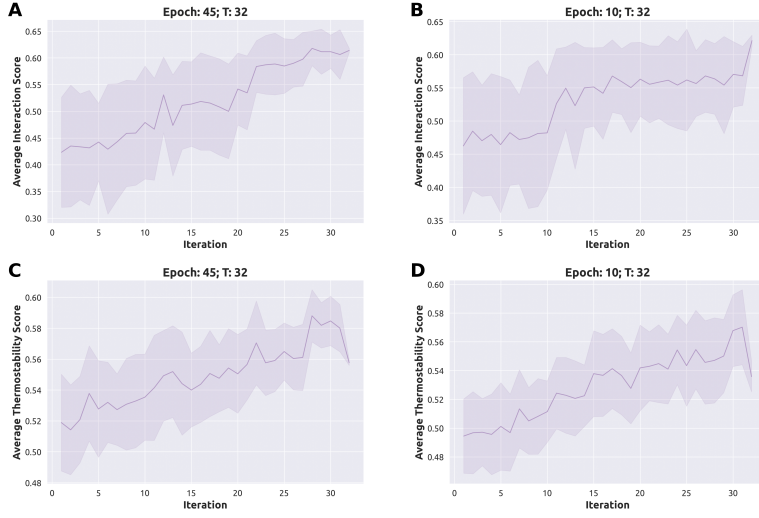 A
Epoch: 45; T: 32
Average Interaction Score
0.65
0.60
0.55
0.50
0.45
0.40
0.35
0.30
0 5 10 15 20 25 30
Iteration
B
Epoch: 10; T: 32
Average Interaction Score
0.65
0.60
0.55
0.50
0.45
0.40
0.35
0 5 10 15 20 25 30
Iteration
C
Epoch: 45; T: 32
Average Thermostability Score
0.60
0.58
0.56
0.54
0.52
0.50
0.48
0 5 10 15 20 25 30
Iteration
D
Epoch: 10; T: 32
Average Thermostability Score
0.60
0.58
0.56
0.54
0.52
0.50
0.48
0 5 10 15 20 25 30
Iteration